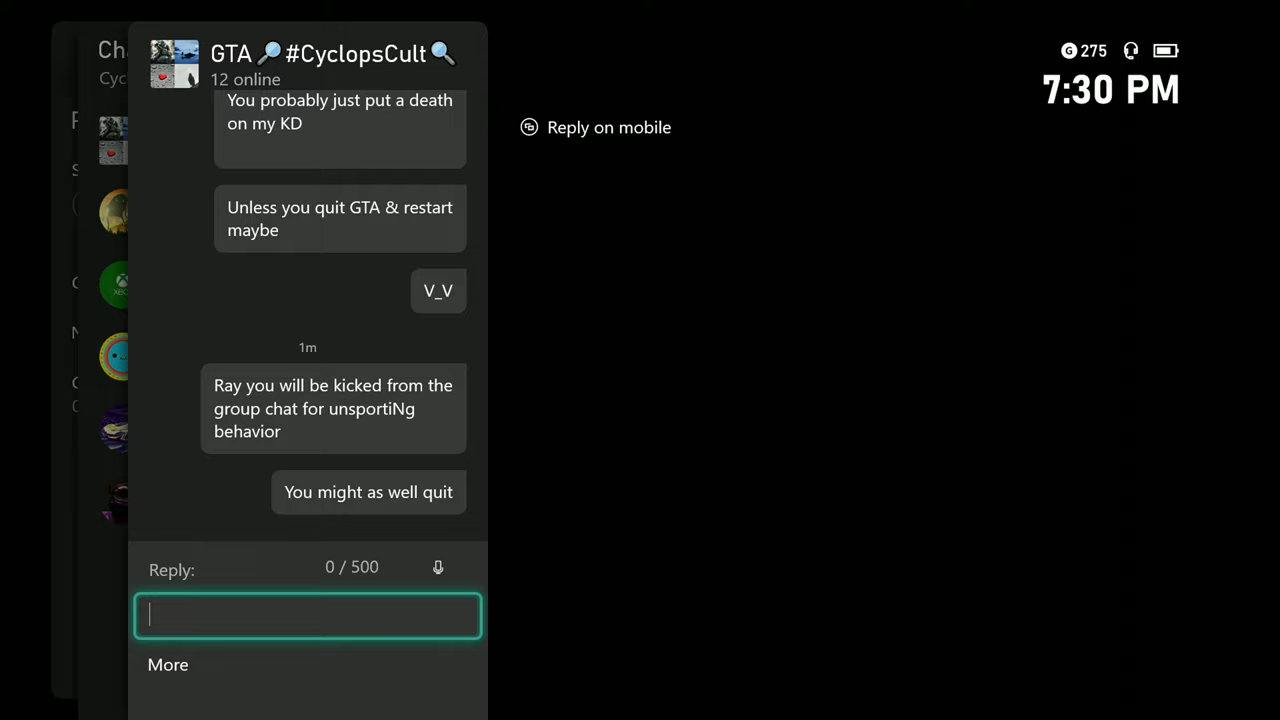 Ch
GTA🔎#CyclopsCult🔍
Cyc
12 online
G 275
7:30 PM
You probably just put a death
on my KD
Reply on mobile
Unless you quit GTA & restart
maybe
V_V
1m
Ray you will be kicked from the
group chat for unsportiNg
behavior
You might as well quit
Reply:
0 / 500
More